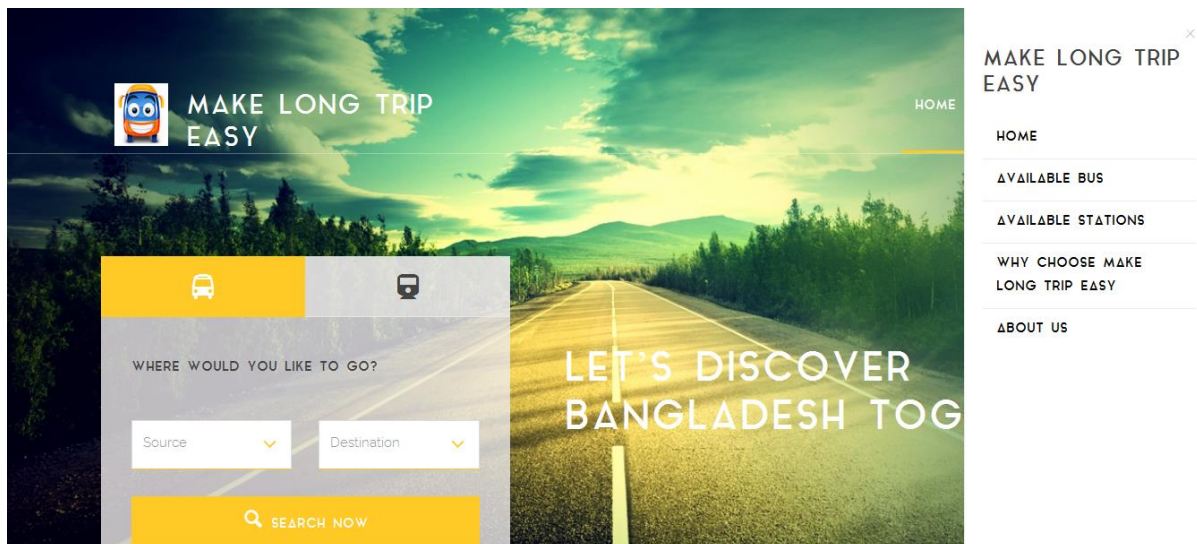 MAKE LONG TRIP
EASY
HOME
WHERE WOULD YOU LIKE TO GO?
Source
Destination
SEARCH NOW
LET'S DISCOVER
BANGLADESH TOG
MAKE LONG TRIP
EASY
HOME
AVAILABLE BUS
AVAILABLE STATIONS
WHY CHOOSE MAKE
LONG TRIP EASY
ABOUT US